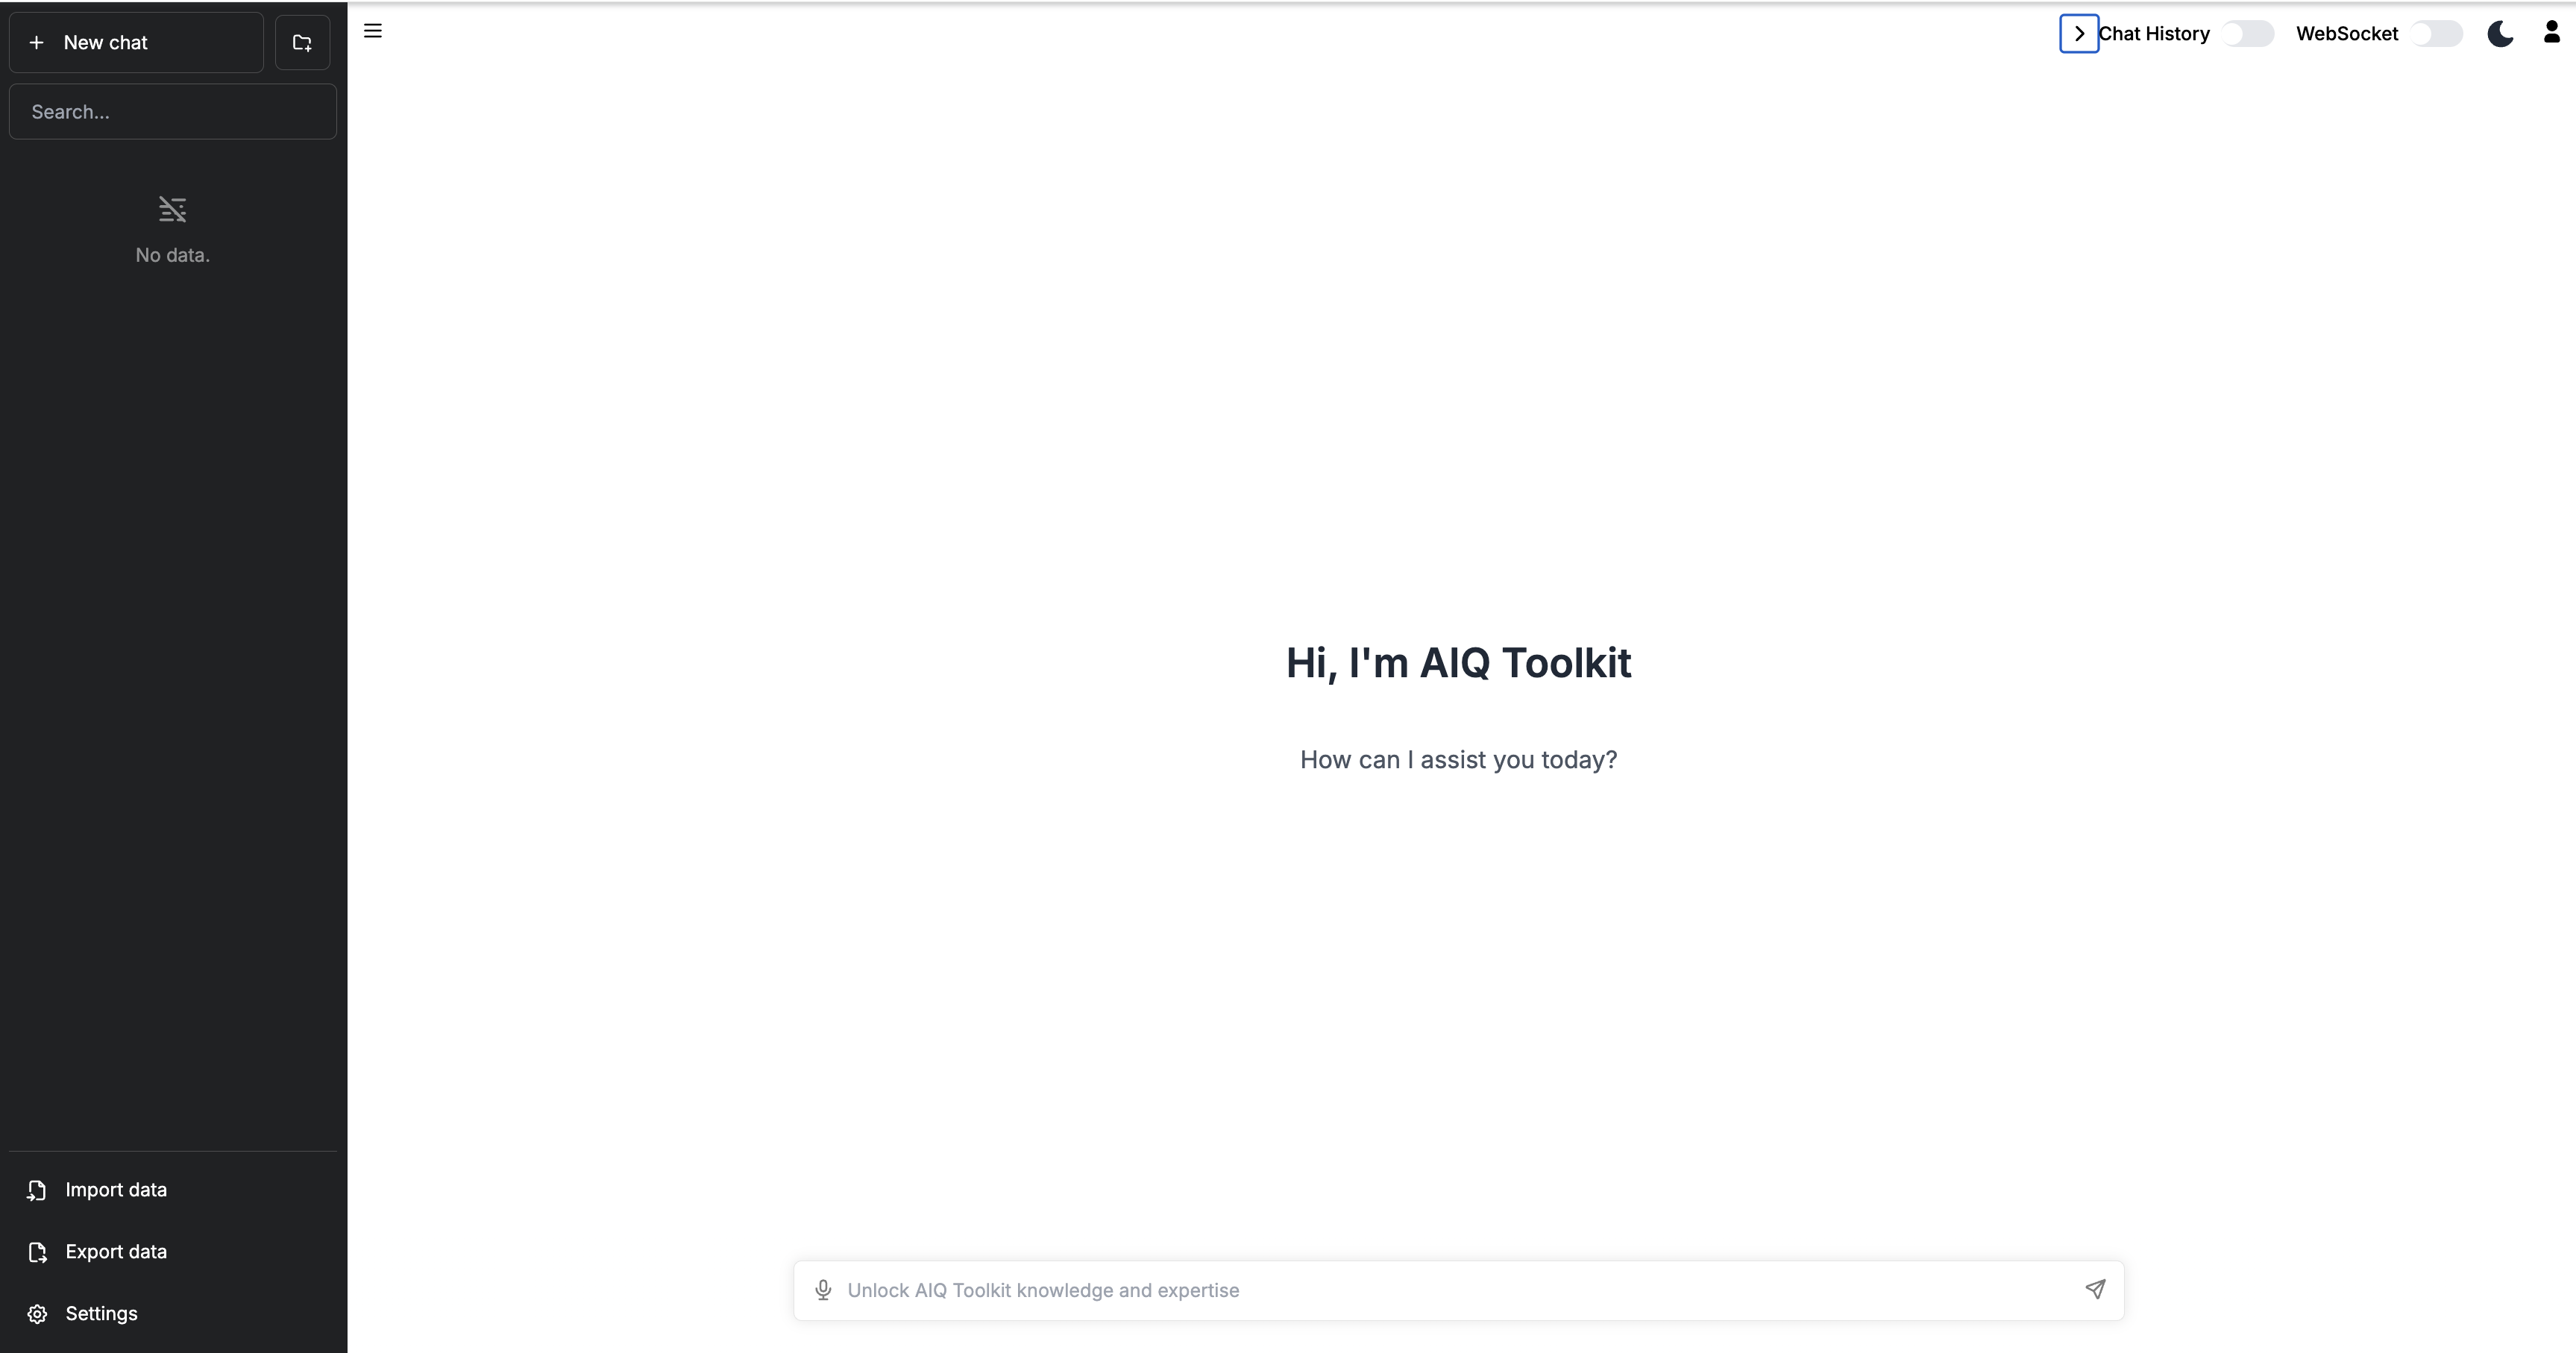 New chat
Search...
No data.
Import data
Export data
Settings
Chat History
WebSocket
Hi, I'm AIQ Toolkit
How can I assist you today?
Unlock AIQ Toolkit knowledge and expertise